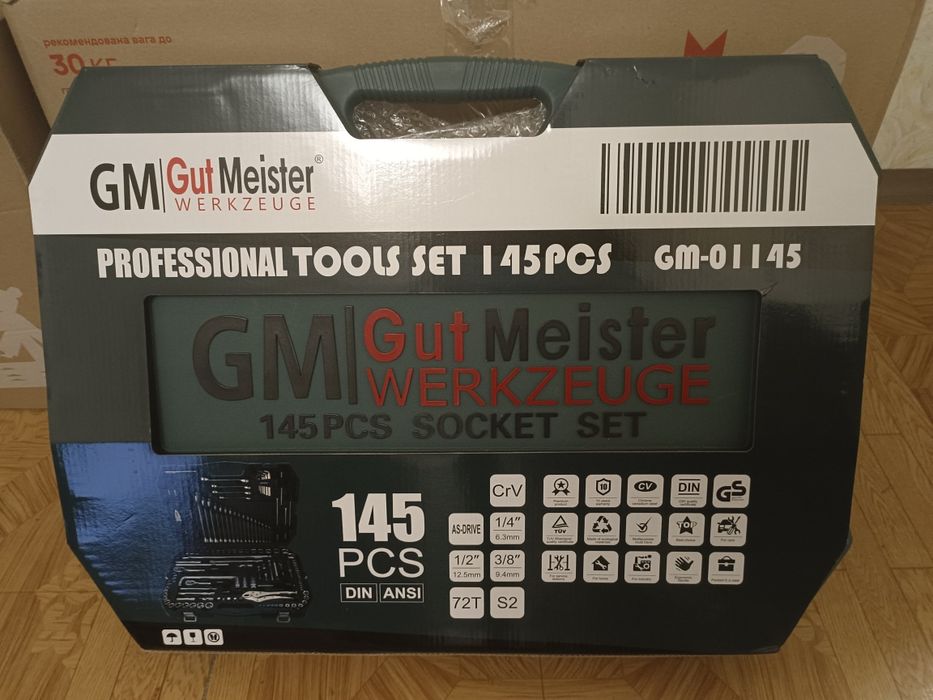 рекомендована вага до
30 кг
GM|Gut Meister®
WERKZEUGE
PROFESSIONAL TOOLS SET 145PCS GM-01145
GM|Gut Meister
WERKZEUGE
145PCS SOCKET SET
145
PCS
DIN ANSI
CrV
AS-DRIVE
1/4"
6.3mm
1/2"
12.5mm
3/8"
9.4mm
72T
S2
10
CV
DIN
GS
TÜV